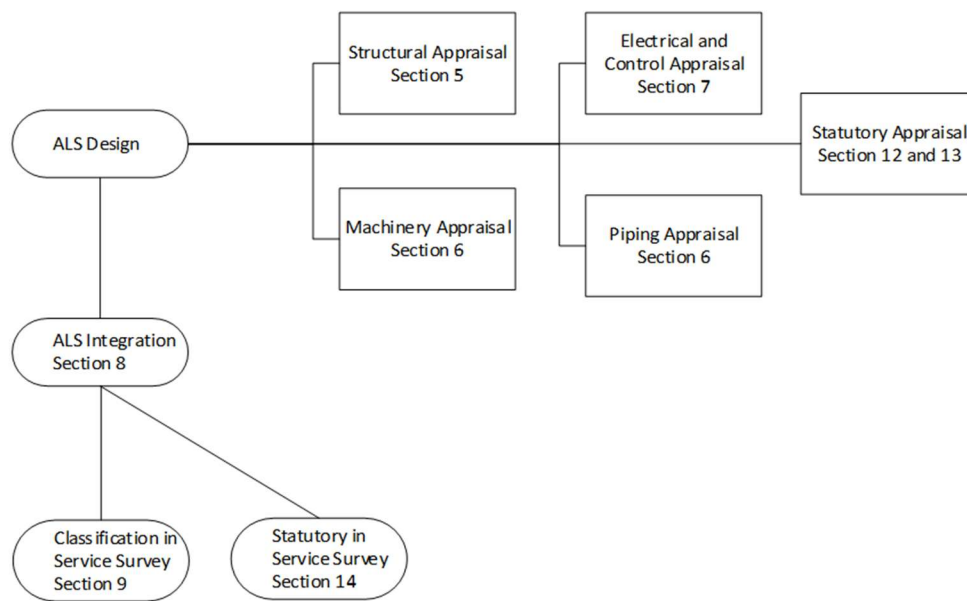 Structural Appraisal
Section 5
Electrical and
Control Appraisal
Section 7
ALS Design
Statutory Appraisal
Section 12 and 13
Machinery Appraisal
Section 6
Piping Appraisal
Section 6
ALS Integration
Section 8
Classification in
Service Survey
Section 9
Statutory in
Service Survey
Section 14